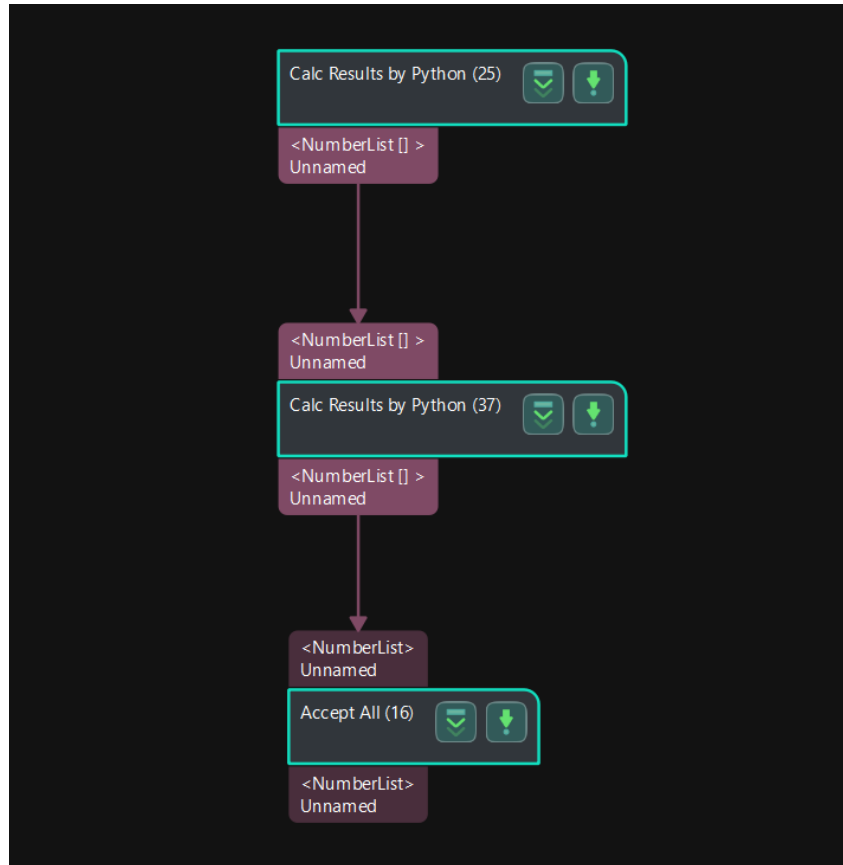 Calc Results by Python (25)
<NumberList [] >
Unnamed
<NumberList [] >
Unnamed
Calc Results by Python (37)
<NumberList [] >
Unnamed
<NumberList>
Unnamed
Accept All (16)
<NumberList>
Unnamed